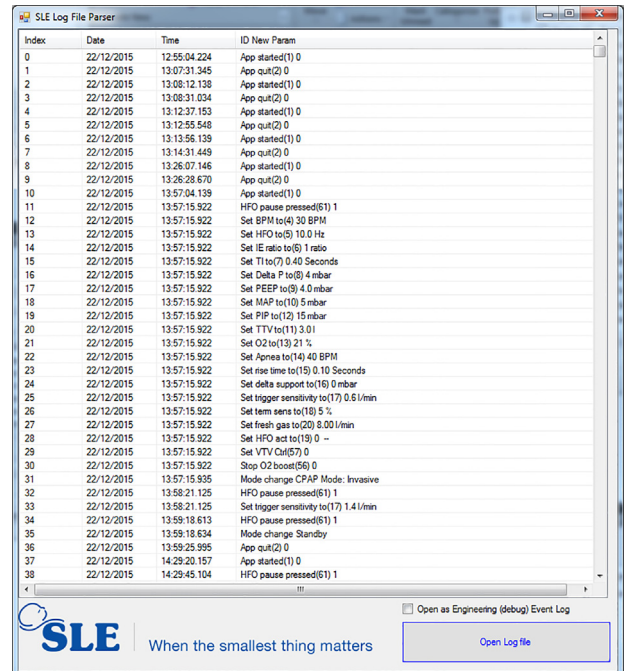 SLE Log File Parser
Index Date Time ID New Param
0 22/12/2015 12:55:04.224 App started(1) 0
1 22/12/2015 13:07:31.345 App quit(2) 0
2 22/12/2015 13:08:12.138 App started(1) 0
3 22/12/2015 13:08:31.034 App quit(2) 0
4 22/12/2015 13:12:37.153 App started(1) 0
5 22/12/2015 13:12:55.548 App quit(2) 0
6 22/12/2015 13:13:56.139 App started(1) 0
7 22/12/2015 13:14:31.449 App quit(2) 0
8 22/12/2015 13:26:07.146 App started(1) 0
9 22/12/2015 13:26:28.670 App quit(2) 0
10 22/12/2015 13:57:04.139 App started(1) 0
11 22/12/2015 13:57:15.922 HFO pause pressed(61) 1
12 22/12/2015 13:57:15.922 Set BPM to(4) 30 BPM
13 22/12/2015 13:57:15.922 Set HFO to(5) 10.0 Hz
14 22/12/2015 13:57:15.922 Set IE ratio to(6) 1 ratio
15 22/12/2015 13:57:15.922 Set TI to(7) 0.40 Seconds
16 22/12/2015 13:57:15.922 Set Delta P to(8) 4 mbar
17 22/12/2015 13:57:15.922 Set PEEP to(9) 4.0 mbar
18 22/12/2015 13:57:15.922 Set MAP to(10) 5 mbar
19 22/12/2015 13:57:15.922 Set PIP to(12) 15 mbar
20 22/12/2015 13:57:15.922 Set TTV to(11) 3.0 l
21 22/12/2015 13:57:15.922 Set O2 to(13) 21 %
22 22/12/2015 13:57:15.922 Set Apnea to(14) 40 BPM
23 22/12/2015 13:57:15.922 Set rise time to(15) 0.10 Seconds
24 22/12/2015 13:57:15.922 Set delta support to(16) 0 mbar
25 22/12/2015 13:57:15.922 Set trigger sensitivity to(17) 0.6 l/min
26 22/12/2015 13:57:15.922 Set term sens to(18) 5 %
27 22/12/2015 13:57:15.922 Set fresh gas to(20) 8.00 l/min
28 22/12/2015 13:57:15.922 Set HFO act to(19) 0 --
29 22/12/2015 13:57:15.922 Set VTV Ctrl(57) 0
30 22/12/2015 13:57:15.922 Stop O2 boost(56) 0
31 22/12/2015 13:57:15.935 Mode change CPAP Mode: Invasive
32 22/12/2015 13:58:21.125 HFO pause pressed(61) 1
33 22/12/2015 13:58:21.125 Set trigger sensitivity to(17) 1.4 l/min
34 22/12/2015 13:59:18.613 HFO pause pressed(61) 1
35 22/12/2015 13:59:18.634 Mode change Standby
36 22/12/2015 13:59:25.995 App quit(2) 0
37 22/12/2015 14:29:20.157 App started(1) 0
38 22/12/2015 14:29:45.104 HFO pause pressed(61) 1
Open as Engineering (debug) Event Log
SLE When the smallest thing matters
Open Log file